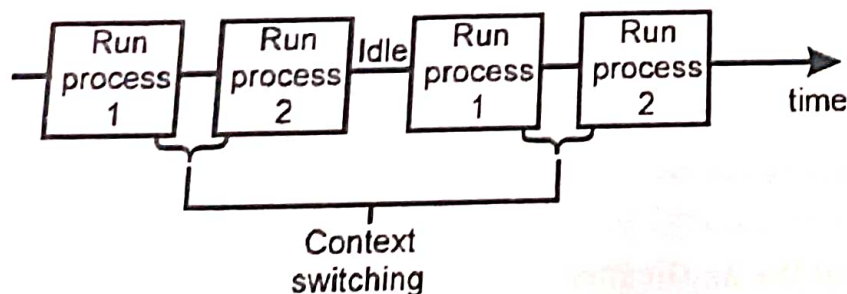 Run
process
1
Run
process
2
Idle
Run
process
1
Run
process
2
time
Context
switching